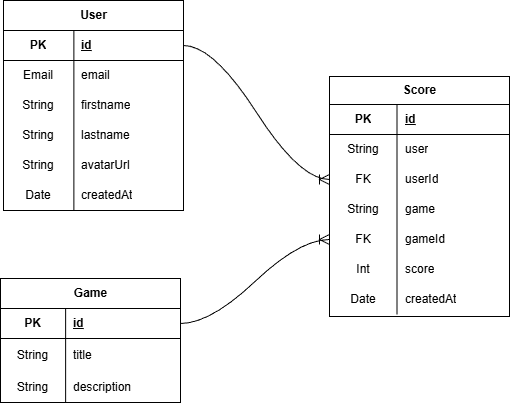 User
PK id
Email email
String firstname
String lastname
String avatarUrl
Date createdAt
Score
PK id
String user
FK userId
String game
FK gameId
Int score
Date createdAt
Game
PK id
String title
String description